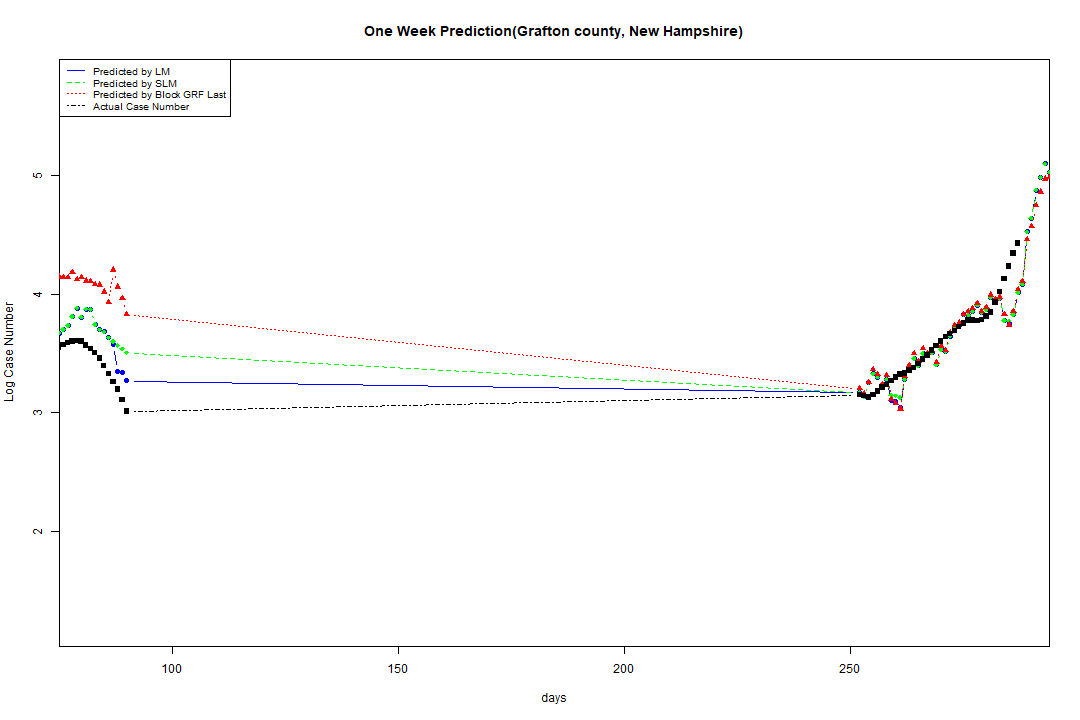 One Week Prediction(Grafton county, New Hampshire)
Predicted by LM
Predicted by SLM
Predicted by Block GRF Last
Actual Case Number
Log Case Number
5
4
3
2
100 150 200 250
days